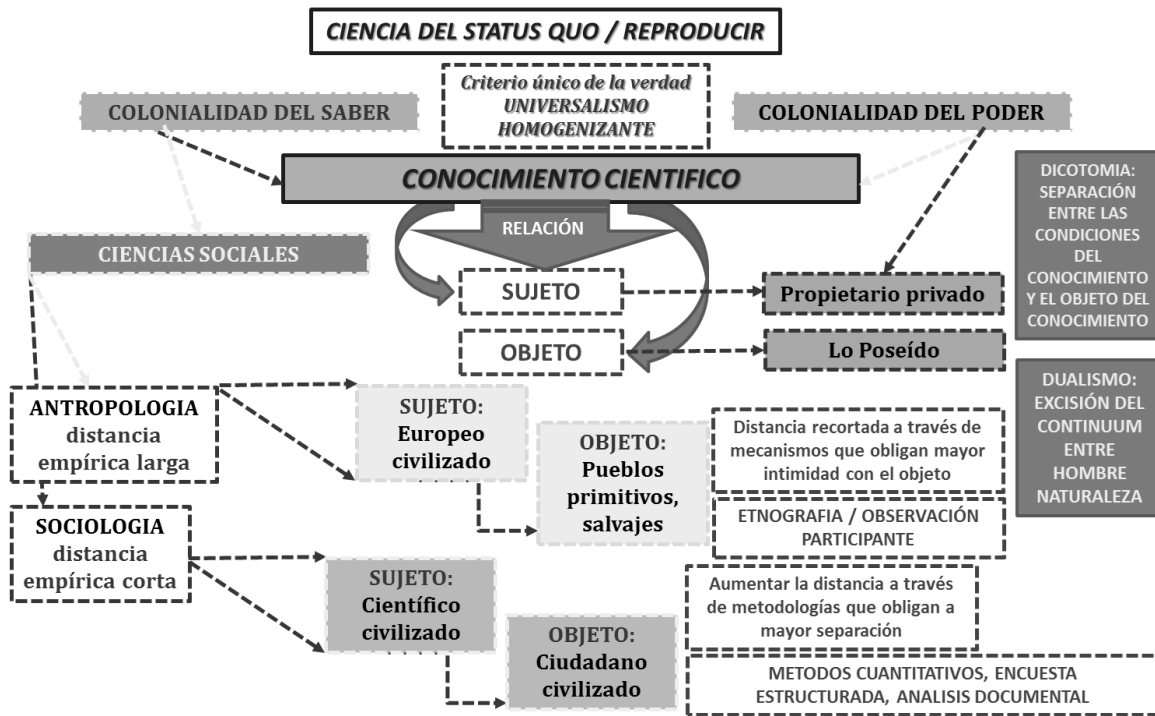 CIENCIA DEL STATUS QUO / REPRODUCIR
Criterio único de la verdad
UNIVERSALISMO
HOMOGENIZANTE
COLONIALIDAD DEL SABER
COLONIALIDAD DEL PODER
CONOCIMIENTO CIENTIFICO
RELACIÓN
CIENCIAS SOCIALES
SUJETO
Propietario privado
OBJETO
Lo Poseído
DICOTOMIA:
SEPARACIÓN
ENTRE LAS
CONDICIONES
DEL
CONOCIMIENTO
Y EL OBJETO DEL
CONOCIMIENTO
ANTROPOLOGIA
distancia
empírica larga
SUJETO:
Europeo
civilizado
OBJETO:
Pueblos
primitivos,
salvajes
Distancia recortada a través de
mecanismos que obligan mayor
intimidad con el objeto
ETNOGRAFIA / OBSERVACIÓN
PARTICIPANTE
DUALISMO:
EXCISIÓN DEL
CONTINUUM
ENTRE
HOMBRE
NATURALEZA
SOCIOLOGIA
distancia
empírica corta
SUJETO:
Científico
civilizado
OBJETO:
Ciudadano
civilizado
Aumentar la distancia a través
de metodologías que obligan a
mayor separación
METODOS CUANTITATIVOS, ENCUESTA
ESTRUCTURADA, ANALISIS DOCUMENTAL